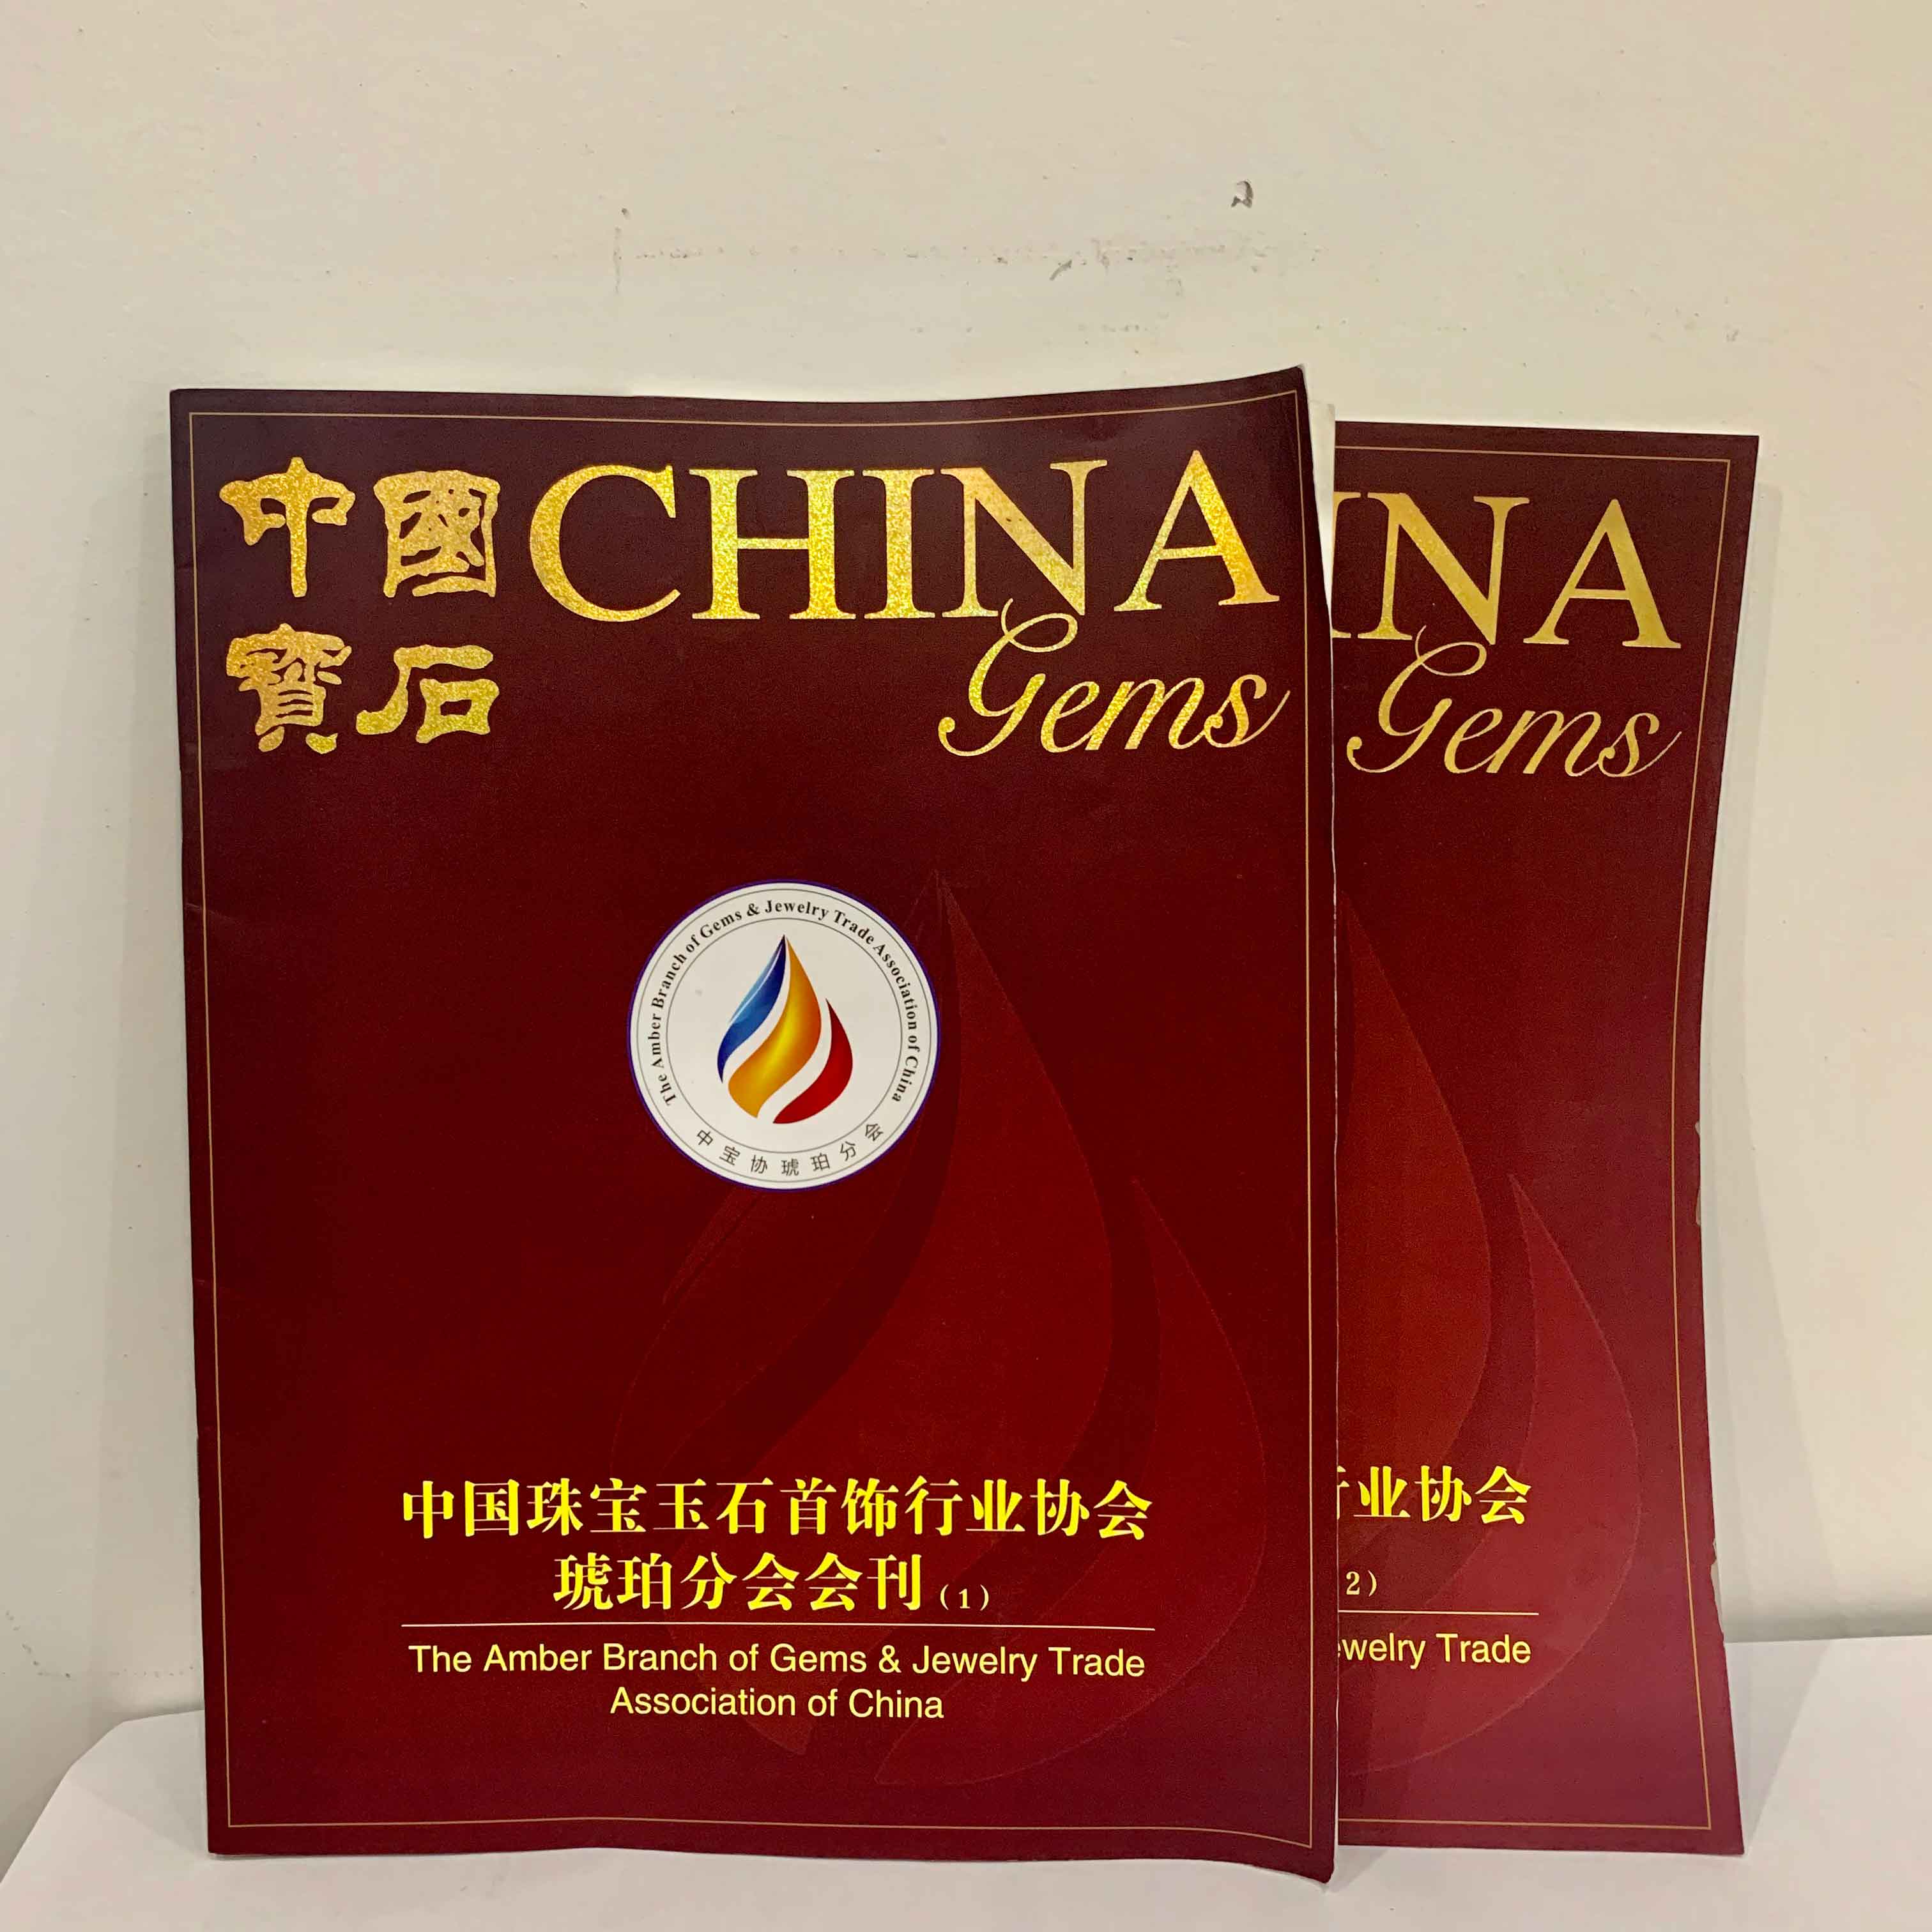 中國 CHINA
寶石 Gems
The Amber Branch of Gems & Jewelry Trade Association of China
中宝协琥珀分会
中国珠宝玉石首饰行业协会
琥珀分会会刊（1）
The Amber Branch of Gems & Jewelry Trade
Association of China
INA
Gems
业协会
2）
ewelry Trade